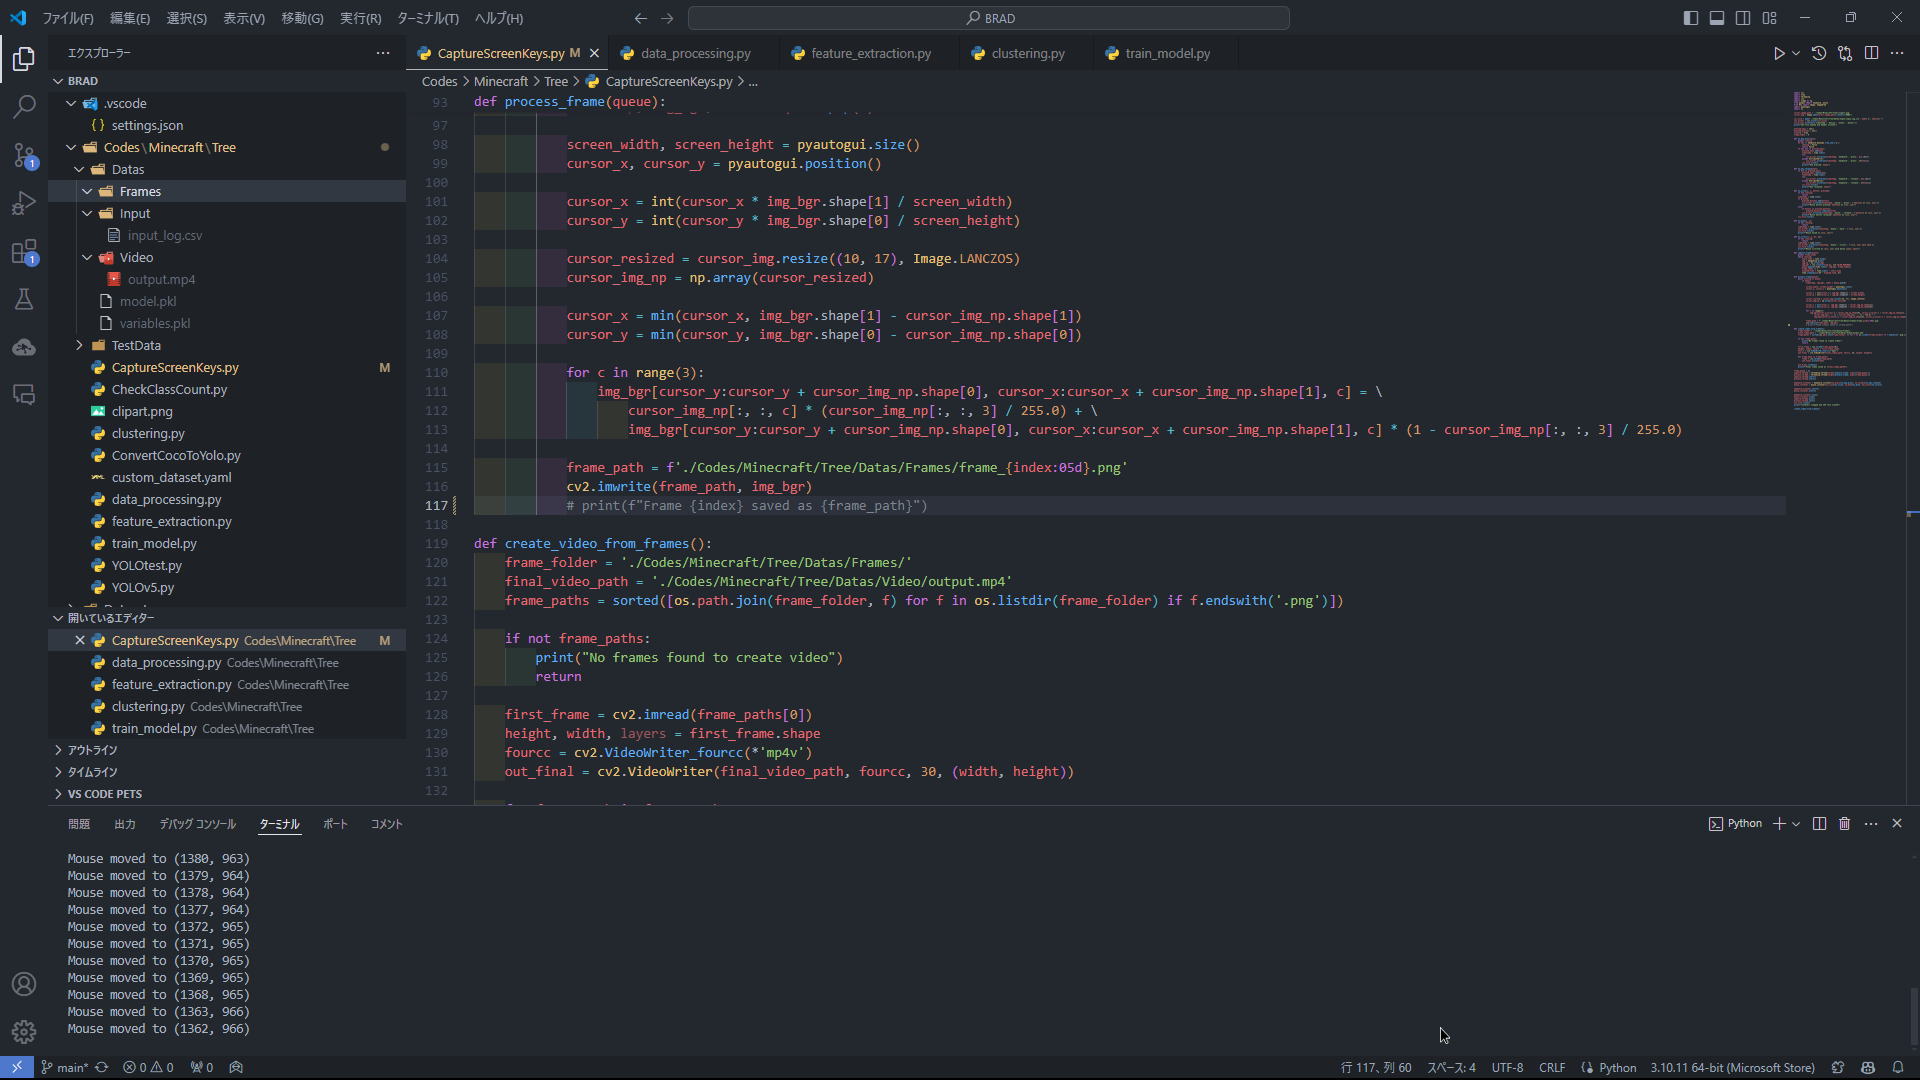 ファイル(F) 編集(E) 選択(S) 表示(V) 移動(G) 実行(R) ターミナル(T) ヘルプ(H)
BRAD
エクスプローラー
BRAD
.vscode
settings.json
Codes\Minecraft\Tree
Datas
Frames
Input
input_log.csv
Video
output.mp4
model.pkl
variables.pkl
TestData
CaptureScreenKeys.py M
CheckClassCount.py
clipart.png
clustering.py
ConvertCocoToYolo.py
custom_dataset.yaml
data_processing.py
feature_extraction.py
train_model.py
YOLOtest.py
YOLOv5.py
開いているエディター
CaptureScreenKeys.py Codes\Minecraft\Tree M
data_processing.py Codes\Minecraft\Tree
feature_extraction.py Codes\Minecraft\Tree
clustering.py Codes\Minecraft\Tree
train_model.py Codes\Minecraft\Tree
アウトライン
タイムライン
VS CODE PETS
1
1
CaptureScreenKeys.py M data_processing.py feature_extraction.py clustering.py train_model.py
Codes > Minecraft > Tree > CaptureScreenKeys.py > ...
93 def process_frame(queue):
97
98 screen_width, screen_height = pyautogui.size()
99 cursor_x, cursor_y = pyautogui.position()
100
101 cursor_x = int(cursor_x * img_bgr.shape[1] / screen_width)
102 cursor_y = int(cursor_y * img_bgr.shape[0] / screen_height)
103
104 cursor_resized = cursor_img.resize((10, 17), Image.LANCZOS)
105 cursor_img_np = np.array(cursor_resized)
106
107 cursor_x = min(cursor_x, img_bgr.shape[1] - cursor_img_np.shape[1])
108 cursor_y = min(cursor_y, img_bgr.shape[0] - cursor_img_np.shape[0])
109
110 for c in range(3):
111 img_bgr[cursor_y:cursor_y + cursor_img_np.shape[0], cursor_x:cursor_x + cursor_img_np.shape[1], c] = \
112 cursor_img_np[:, :, c] * (cursor_img_np[:, :, 3] / 255.0) + \
113 img_bgr[cursor_y:cursor_y + cursor_img_np.shape[0], cursor_x:cursor_x + cursor_img_np.shape[1], c] * (1 - cursor_img_np[:, :, 3] / 255.0)
114
115 frame_path = f'./Codes/Minecraft/Tree/Datas/Frames/frame_{index:05d}.png'
116 cv2.imwrite(frame_path, img_bgr)
117 # print(f"Frame {index} saved as {frame_path}")
118
119 def create_video_from_frames():
120 frame_folder = './Codes/Minecraft/Tree/Datas/Frames/'
121 final_video_path = './Codes/Minecraft/Tree/Datas/Video/output.mp4'
122 frame_paths = sorted([os.path.join(frame_folder, f) for f in os.listdir(frame_folder) if f.endswith('.png')])
123
124 if not frame_paths:
125 print("No frames found to create video")
126 return
127
128 first_frame = cv2.imread(frame_paths[0])
129 height, width, layers = first_frame.shape
130 fourcc = cv2.VideoWriter_fourcc(*'mp4v')
131 out_final = cv2.VideoWriter(final_video_path, fourcc, 30, (width, height))
132
問題 出力 デバッグ コンソール ターミナル ポート コメント
Python
Mouse moved to (1380, 963)
Mouse moved to (1379, 964)
Mouse moved to (1378, 964)
Mouse moved to (1377, 964)
Mouse moved to (1372, 965)
Mouse moved to (1371, 965)
Mouse moved to (1370, 965)
Mouse moved to (1369, 965)
Mouse moved to (1368, 965)
Mouse moved to (1363, 966)
Mouse moved to (1362, 966)
main* 0 0 0
行 117、列 60 スペース: 4 UTF-8 CRLF Python 3.10.11 64-bit (Microsoft Store)